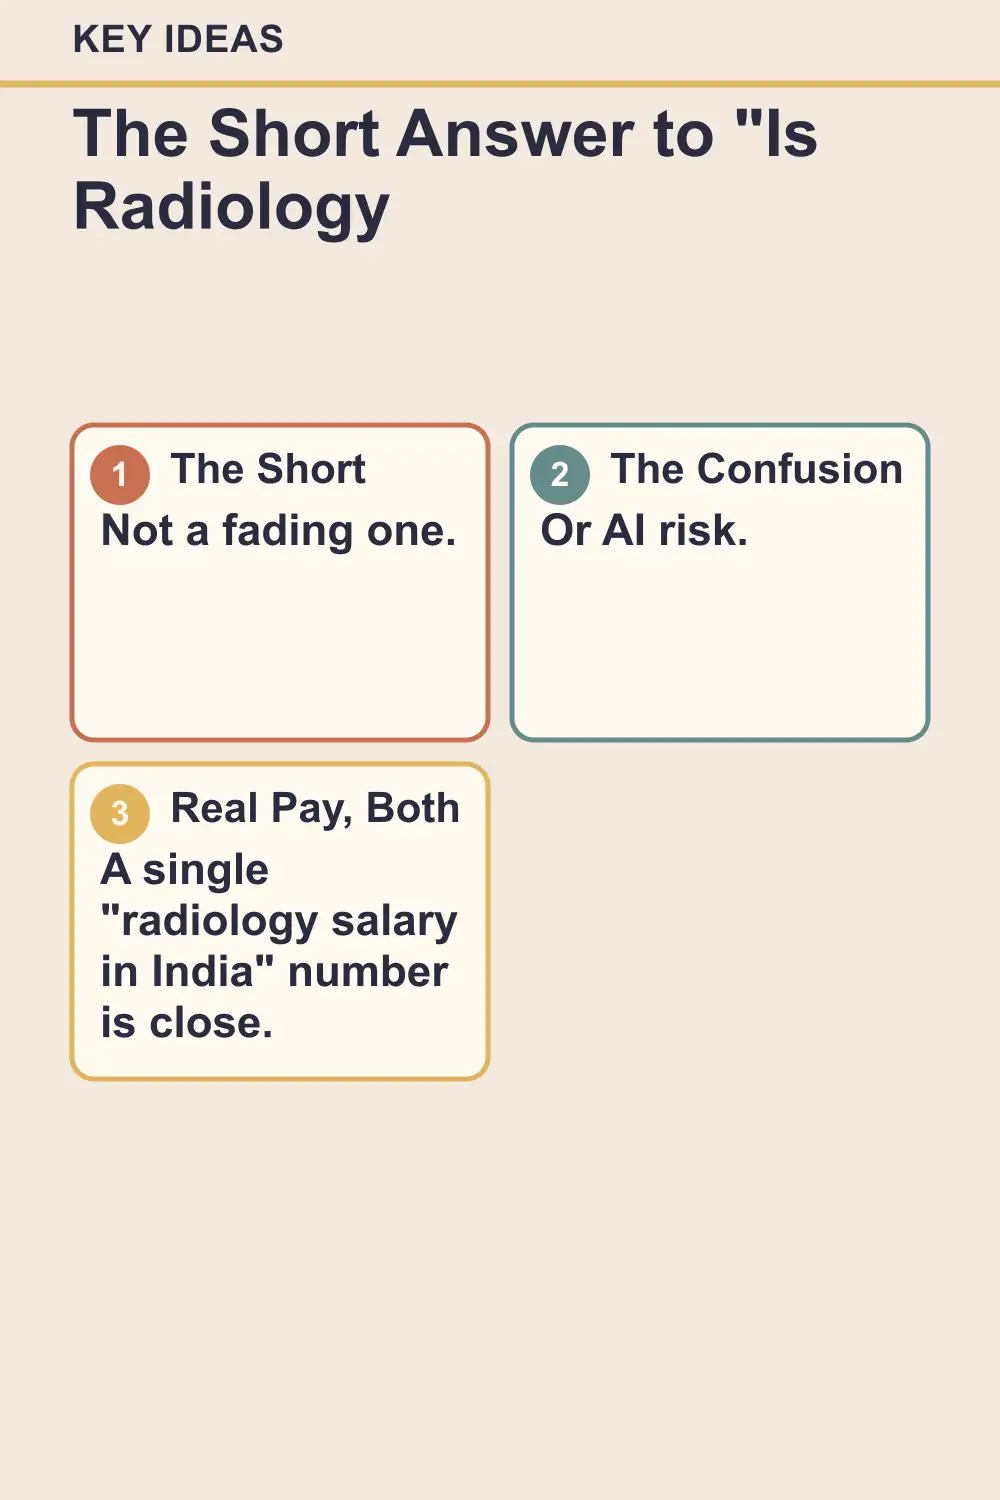 KEY IDEAS
The Short Answer to "Is
Radiology
1 The Short
Not a fading one.
2 The Confusion
Or AI risk.
3 Real Pay, Both
A single
"radiology salary
in India" number
is close.